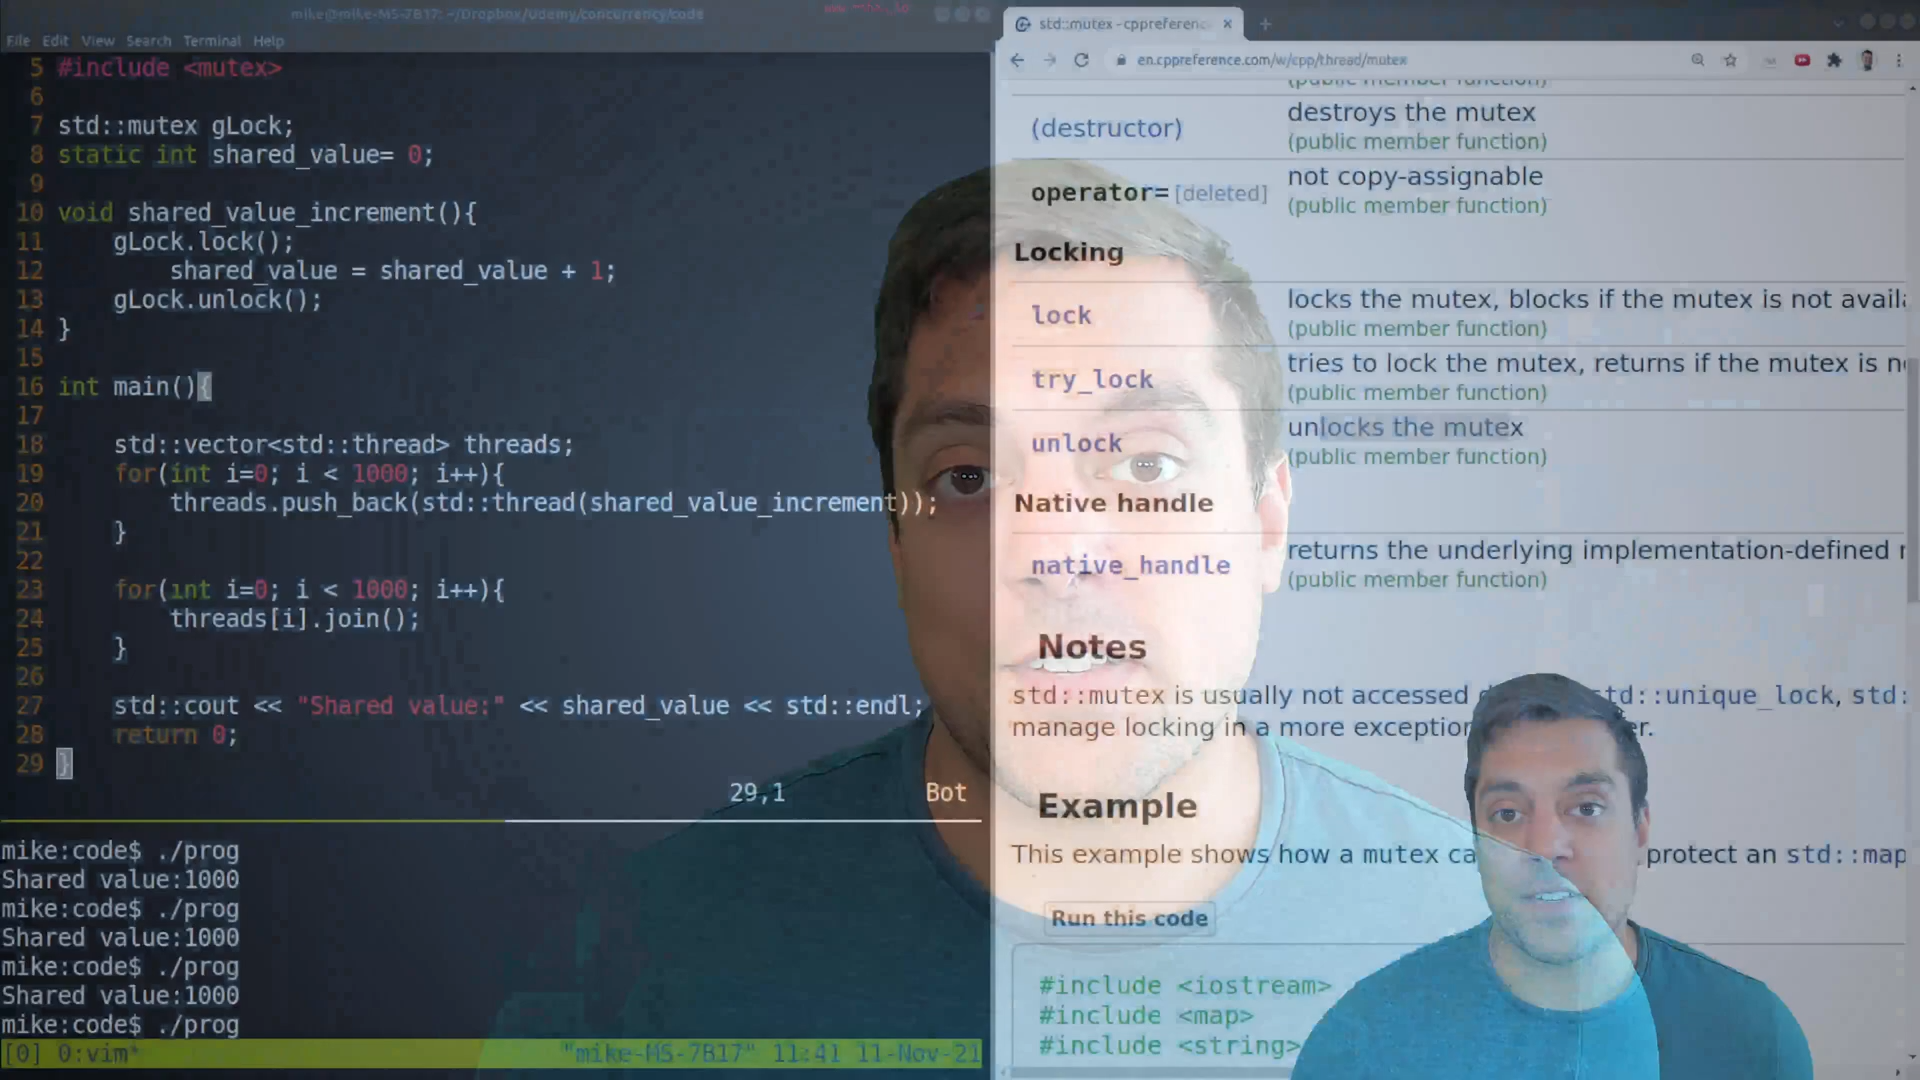 mike@mike-MS-7B17: ~/Dropbox/Udemy/concurrency/code
File Edit View Search Terminal Help
5 #include <mutex>
6
7 std::mutex gLock;
8 static int shared_value= 0;
9
10 void shared_value_increment(){
11 gLock.lock();
12 shared_value = shared_value + 1;
13 gLock.unlock();
14 }
15
16 int main(){
17
18 std::vector<std::thread> threads;
19 for(int i=0; i < 1000; i++){
20 threads.push_back(std::thread(shared_value_increment));
21 }
22
23 for(int i=0; i < 1000; i++){
24 threads[i].join();
25 }
26
27 std::cout << "Shared value:" << shared_value << std::endl;
28 return 0;
29 }
29,1 Bot
mike:code$ ./prog
Shared value:1000
mike:code$ ./prog
Shared value:1000
mike:code$ ./prog
Shared value:1000
mike:code$ ./prog
[0] 0:vim* "mike-MS-7B17" 11:41 11-Nov-21
std::mutex - cppreference
en.cppreference.com/w/cpp/thread/mutex
(public member function)
(destructor) destroys the mutex
(public member function)
operator= [deleted] not copy-assignable
(public member function)
Locking
lock locks the mutex, blocks if the mutex is not
(public member function)
try_lock tries to lock the mutex, returns if the mutex is
(public member function)
unlock unlocks the mutex
(public member function)
Native handle
native_handle returns the underlying implementation-defined
(public member function)
Notes
std::mutex is usually not accessed std::unique_lock, std:
manage locking in a more
Example
This example shows how a mutex protect an std::map
Run this code
#include <iostream>
#include <map>
#include <string>